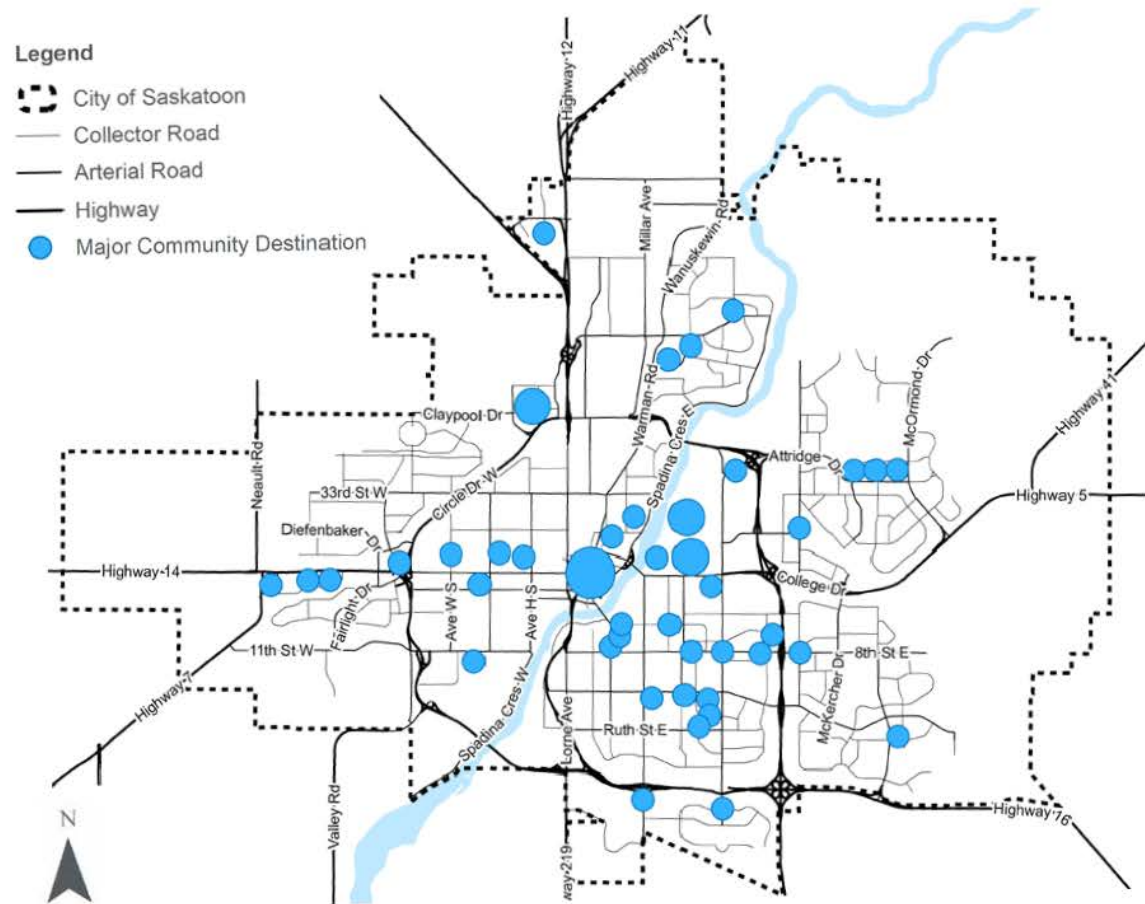 Legend
City of Saskatoon
Collector Road
Arterial Road
Highway
Major Community Destination
Highway 12
Highway 11
Millar Ave
Wanuskewin Rd
Claypool Dr
Warman Rd
Spadina Cres E
McOrmond Dr
Highway 41
Neault Rd
Circle Dr W
33rd St W
Attridge Dr
Highway 5
Diefenbaker Dr
Highway 14
College Dr
Fairlight Dr
Ave W S
Ave H S
11th St W
8th St E
McKercher Dr
Highway 7
Spadina Cres W
Lorne Ave
Ruth St E
Valley Rd
Highway 16
way 219
N